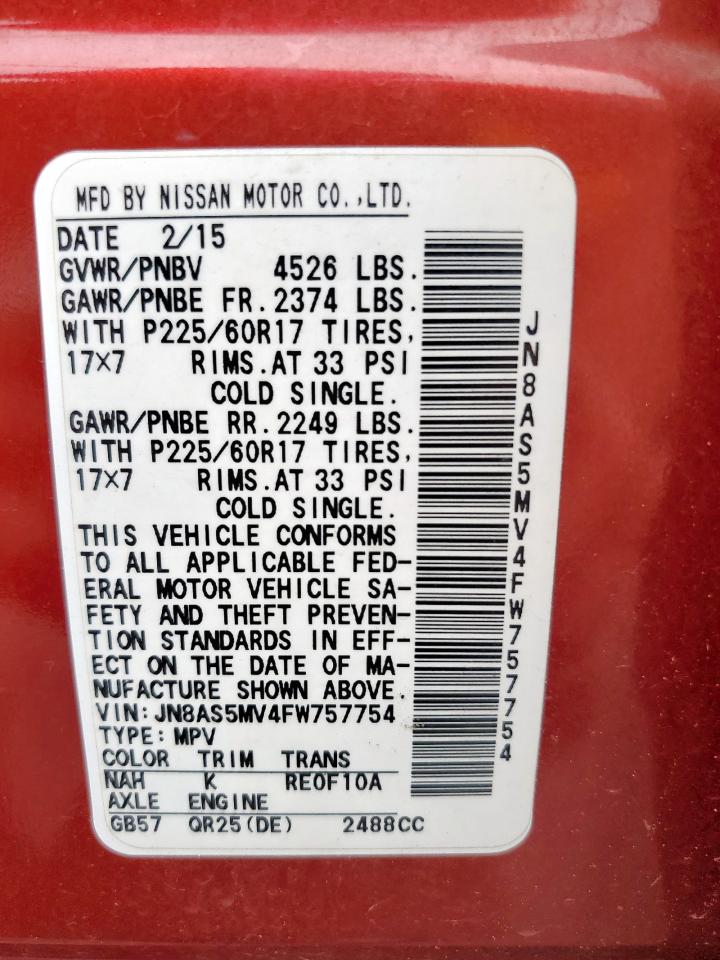 MFD BY NISSAN MOTOR CO.,LTD.
DATE 2/15
GVWR/PNBV 4526 LBS.
GAWR/PNBE FR.2374 LBS.
WITH P225/60R17 TIRES,
17×7 RIMS.AT 33 PSI
COLD SINGLE.
GAWR/PNBE RR.2249 LBS.
WITH P225/60R17 TIRES,
17×7 RIMS.AT 33 PSI
COLD SINGLE.
THIS VEHICLE CONFORMS
TO ALL APPLICABLE FED-
ERAL MOTOR VEHICLE SA-
FETY AND THEFT PREVEN-
TION STANDARDS IN EFF-
ECT ON THE DATE OF MA-
NUFACTURE SHOWN ABOVE.
VIN:JN8AS5MV4FW757754
TYPE:MPV
COLOR TRIM TRANS
NAH K RE0F10A
AXLE ENGINE
GB57 QR25(DE) 2488CC
JN8AS5MV4FW757754